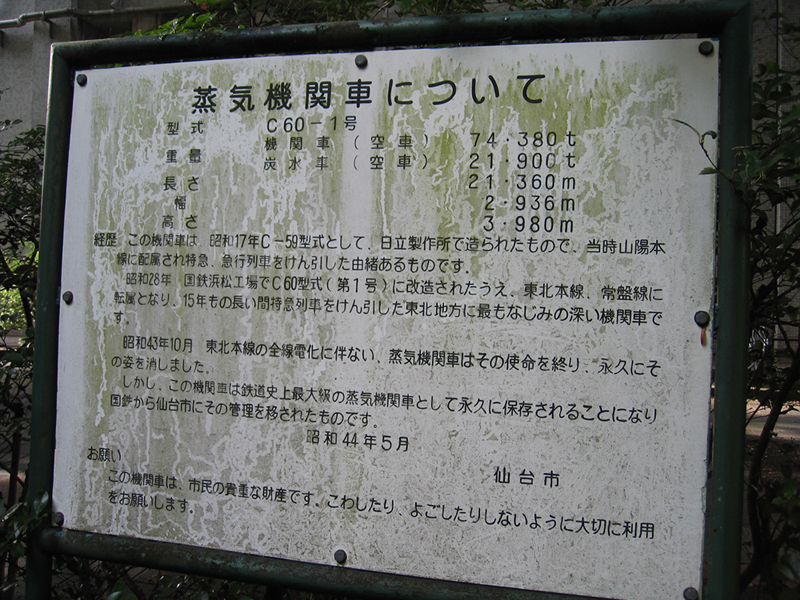 蒸気機関車について
型式 C60-1号
重量 機関車(空車) 74・380t
炭水車(空車) 21・900t
長さ 21・360m
幅 2・936m
高さ 3・980m
経歴 この機関車は、昭和17年C-59型式として、日立製作所で造られたもので、当時山陽本
線に配属され特急、急行列車をけん引した由緒あるものです。
昭和28年 国鉄浜松工場でC60型式(第1号)に改造されたうえ、東北本線、常盤線に
転属となり、15年もの長い間特急列車をけん引した東北地方に最もなじみの深い機関車で
す。
昭和43年10月 東北本線の全線電化に伴ない、蒸気機関車はその使命を終り、永久にそ
の姿を消しました。
しかし、この機関車は鉄道史上最大級の蒸気機関車として永久に保存されることになり
国鉄から仙台市にその管理を移されたものです。
昭和44年5月
仙台市
お願い
この機関車は、市民の貴重な財産です。こわしたり、よごしたりしないように大切に利用
をお願いします。